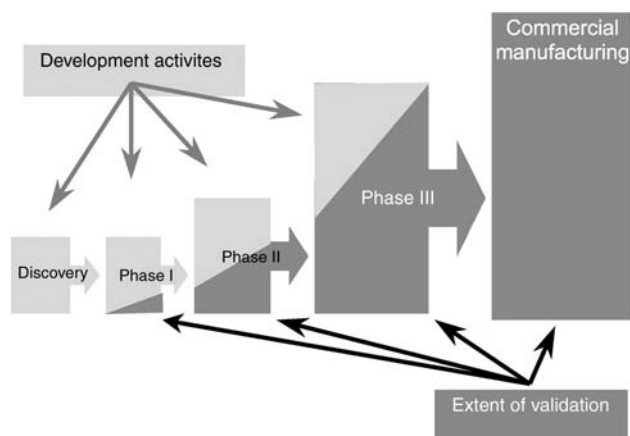 Commercial
manufacturing
Development activites
Phase III
Phase II
Discovery
Phase I
Extent of validation